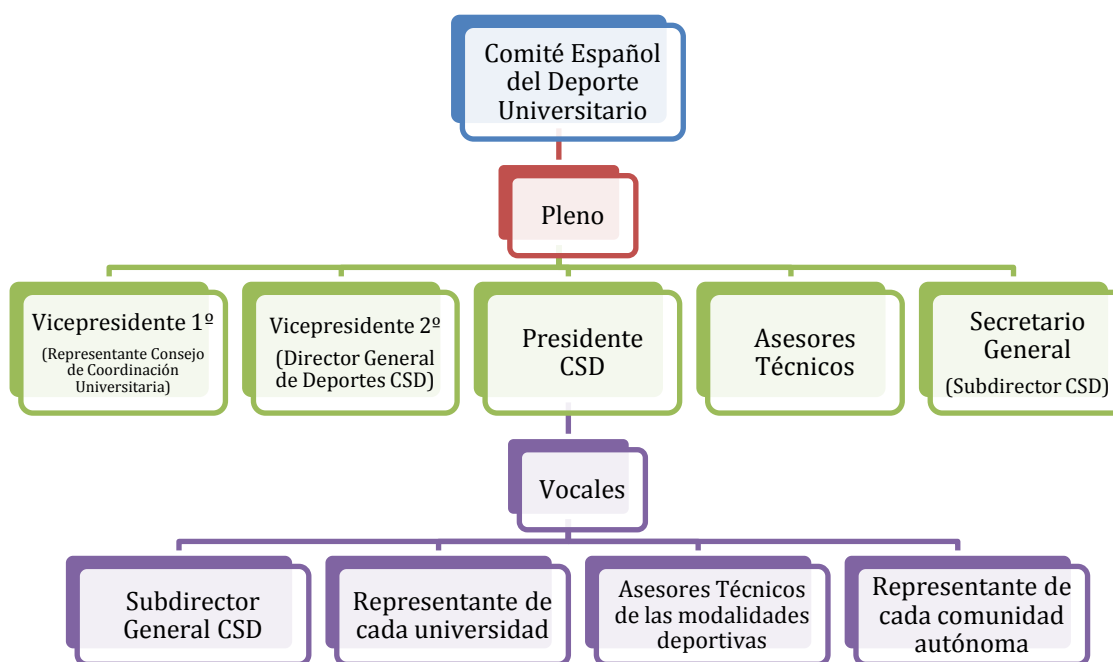 Comité Español
del Deporte
Universitario
Pleno
Vicepresidente 1º
(Representante Consejo
de Coordinación
Universitaria)
Vicepresidente 2º
(Director General
de Deportes CSD)
Presidente
CSD
Asesores
Técnicos
Secretario
General
(Subdirector CSD)
Vocales
Subdirector
General CSD
Representante de
cada universidad
Asesores Técnicos
de las modalidades
deportivas
Representante de
cada comunidad
autónoma